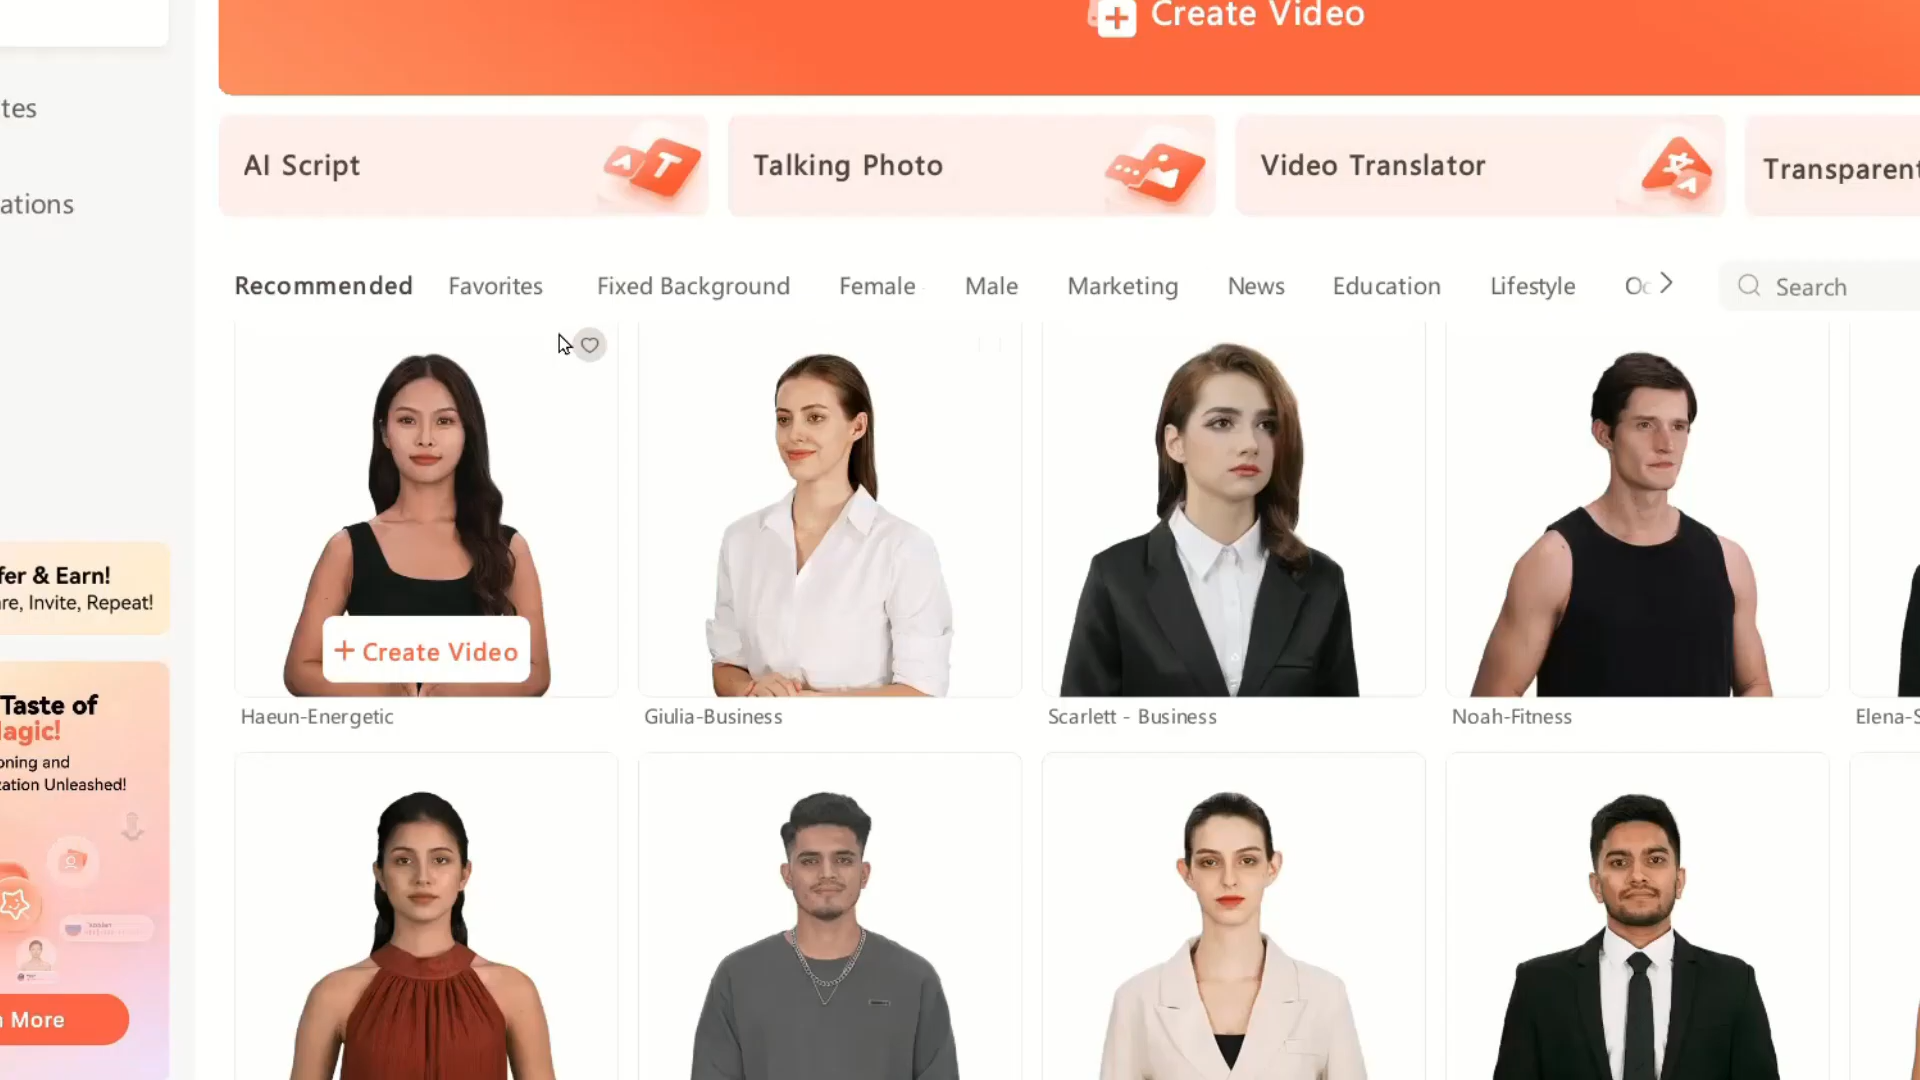 Create Video
tes
ations
AI Script
Talking Photo
Video Translator
Transparent
Recommended
Favorites
Fixed Background
Female
Male
Marketing
News
Education
Lifestyle
Search
+ Create Video
Haeun-Energetic
Giulia-Business
Scarlett - Business
Noah-Fitness
Elena-S
fer & Earn!
re, Invite, Repeat!
Taste of
lagic!
oning and
zation Unleashed!
More